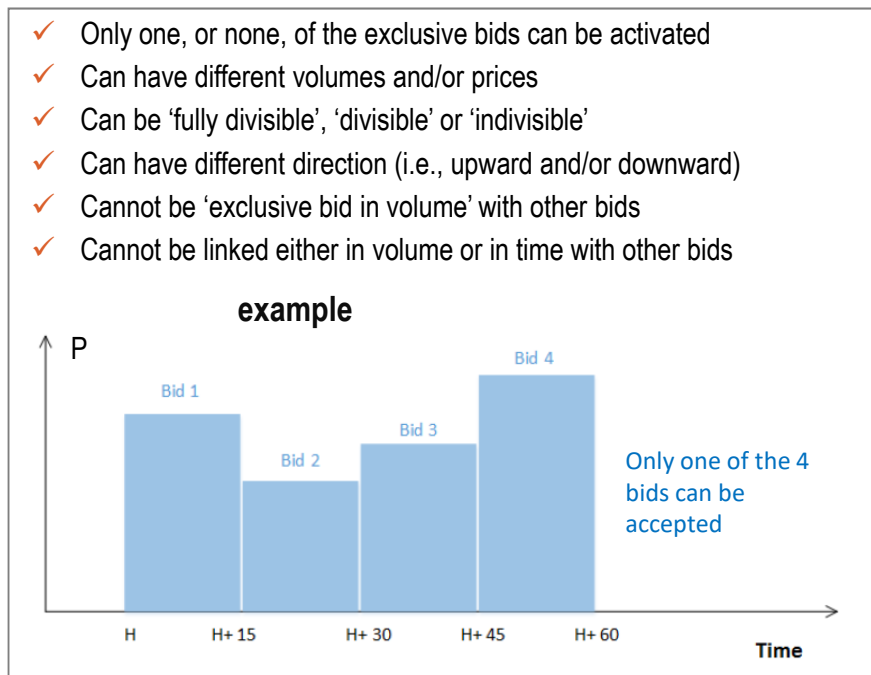 Only one, or none, of the exclusive bids can be activated
Can have different volumes and/or prices
Can be ‘fully divisible’, ‘divisible’ or ‘indivisible’
Can have different direction (i.e., upward and/or downward)
Cannot be ‘exclusive bid in volume’ with other bids
Cannot be linked either in volume or in time with other bids
example
P
Bid 1
Bid 2
Bid 3
Bid 4
Only one of the 4
bids can be
accepted
H
H+ 15
H+ 30
H+ 45
H+ 60
Time